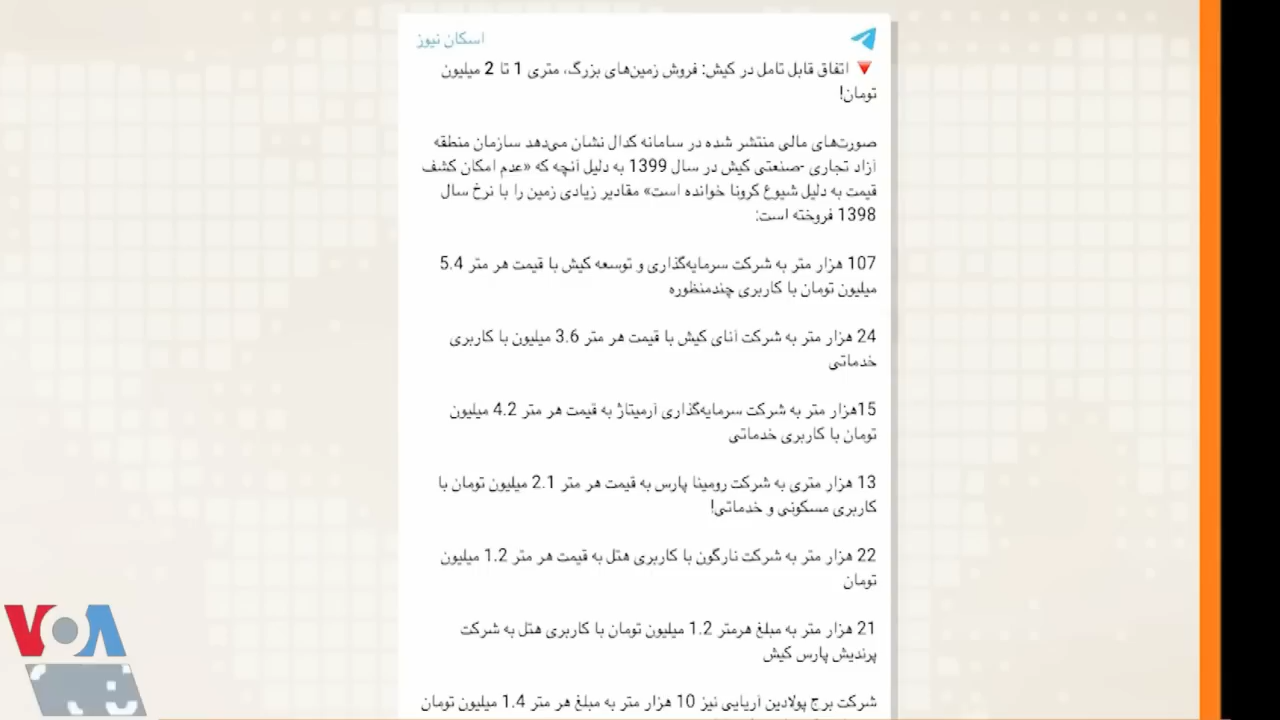 اسکان نیوز
اتفاق قابل تامل در کیش: فروش زمین‌های بزرگ، متری 1 تا 2 میلیون
تومان!
صورت‌های مالی منتشر شده در سامانه کدال نشان می‌دهد سازمان منطقه
آزاد تجاری -صنعتی کیش در سال 1399 به دلیل آنچه که «عدم امکان کشف
قیمت به دلیل شیوع کرونا خوانده است» مقادیر زیادی زمین را با نرخ سال
1398 فروخته است:
107 هزار متر به شرکت سرمایه‌گذاری و توسعه کیش با قیمت هر متر 5.4
میلیون تومان با کاربری چندمنظوره
24 هزار متر به شرکت آنای کیش با قیمت هر متر 3.6 میلیون با کاربری
خدماتی
15هزار متر به شرکت سرمایه‌گذاری آرمیتاژ به قیمت هر متر 4.2 میلیون
تومان با کاربری خدماتی
13 هزار متری به شرکت رومینا پارس به قیمت هر متر 2.1 میلیون تومان با
کاربری مسکونی و خدماتی!
22 هزار متر به شرکت نارگون با کاربری هتل به قیمت هر متر 1.2 میلیون
تومان
21 هزار متر به مبلغ هرمتر 1.2 میلیون تومان با کاربری هتل به شرکت
پرندیش پارس کیش
شرکت برج پولادین آریایی نیز 10 هزار متر به مبلغ هر متر 1.4 میلیون تومان
VOA